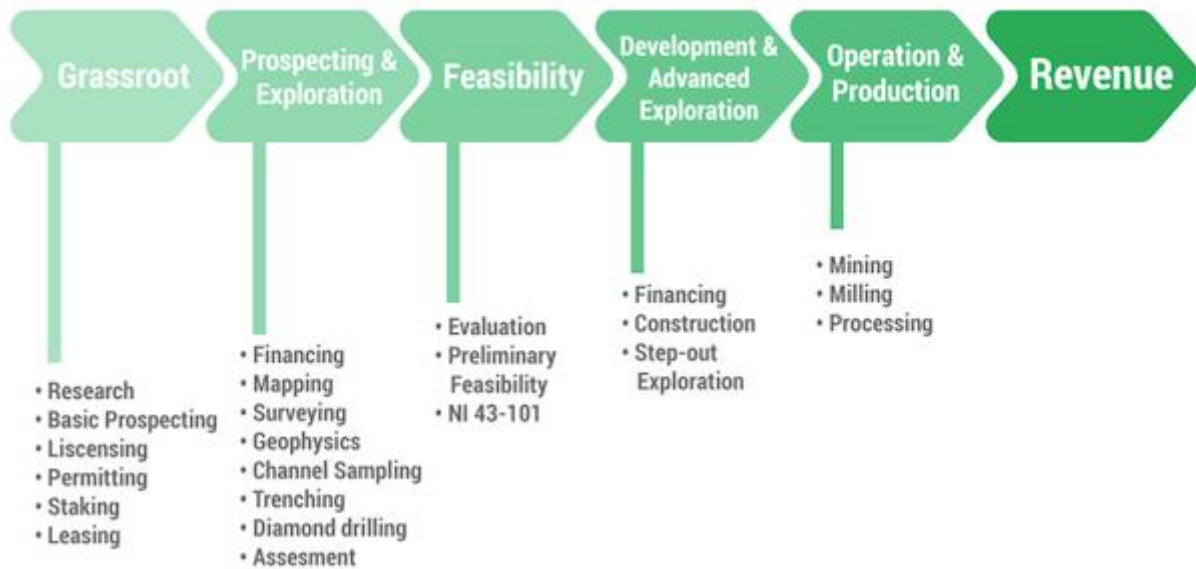 Grassroot
Prospecting &
Exploration
Feasibility
Development &
Advanced
Exploration
Operation &
Production
Revenue
• Research
• Basic Prospecting
• Liscensing
• Permitting
• Staking
• Leasing
• Financing
• Mapping
• Surveying
• Geophysics
• Channel Sampling
• Trenching
• Diamond drilling
• Assesment
• Evaluation
• Preliminary
Feasibility
• NI 43-101
• Financing
• Construction
• Step-out
Exploration
• Mining
• Milling
• Processing